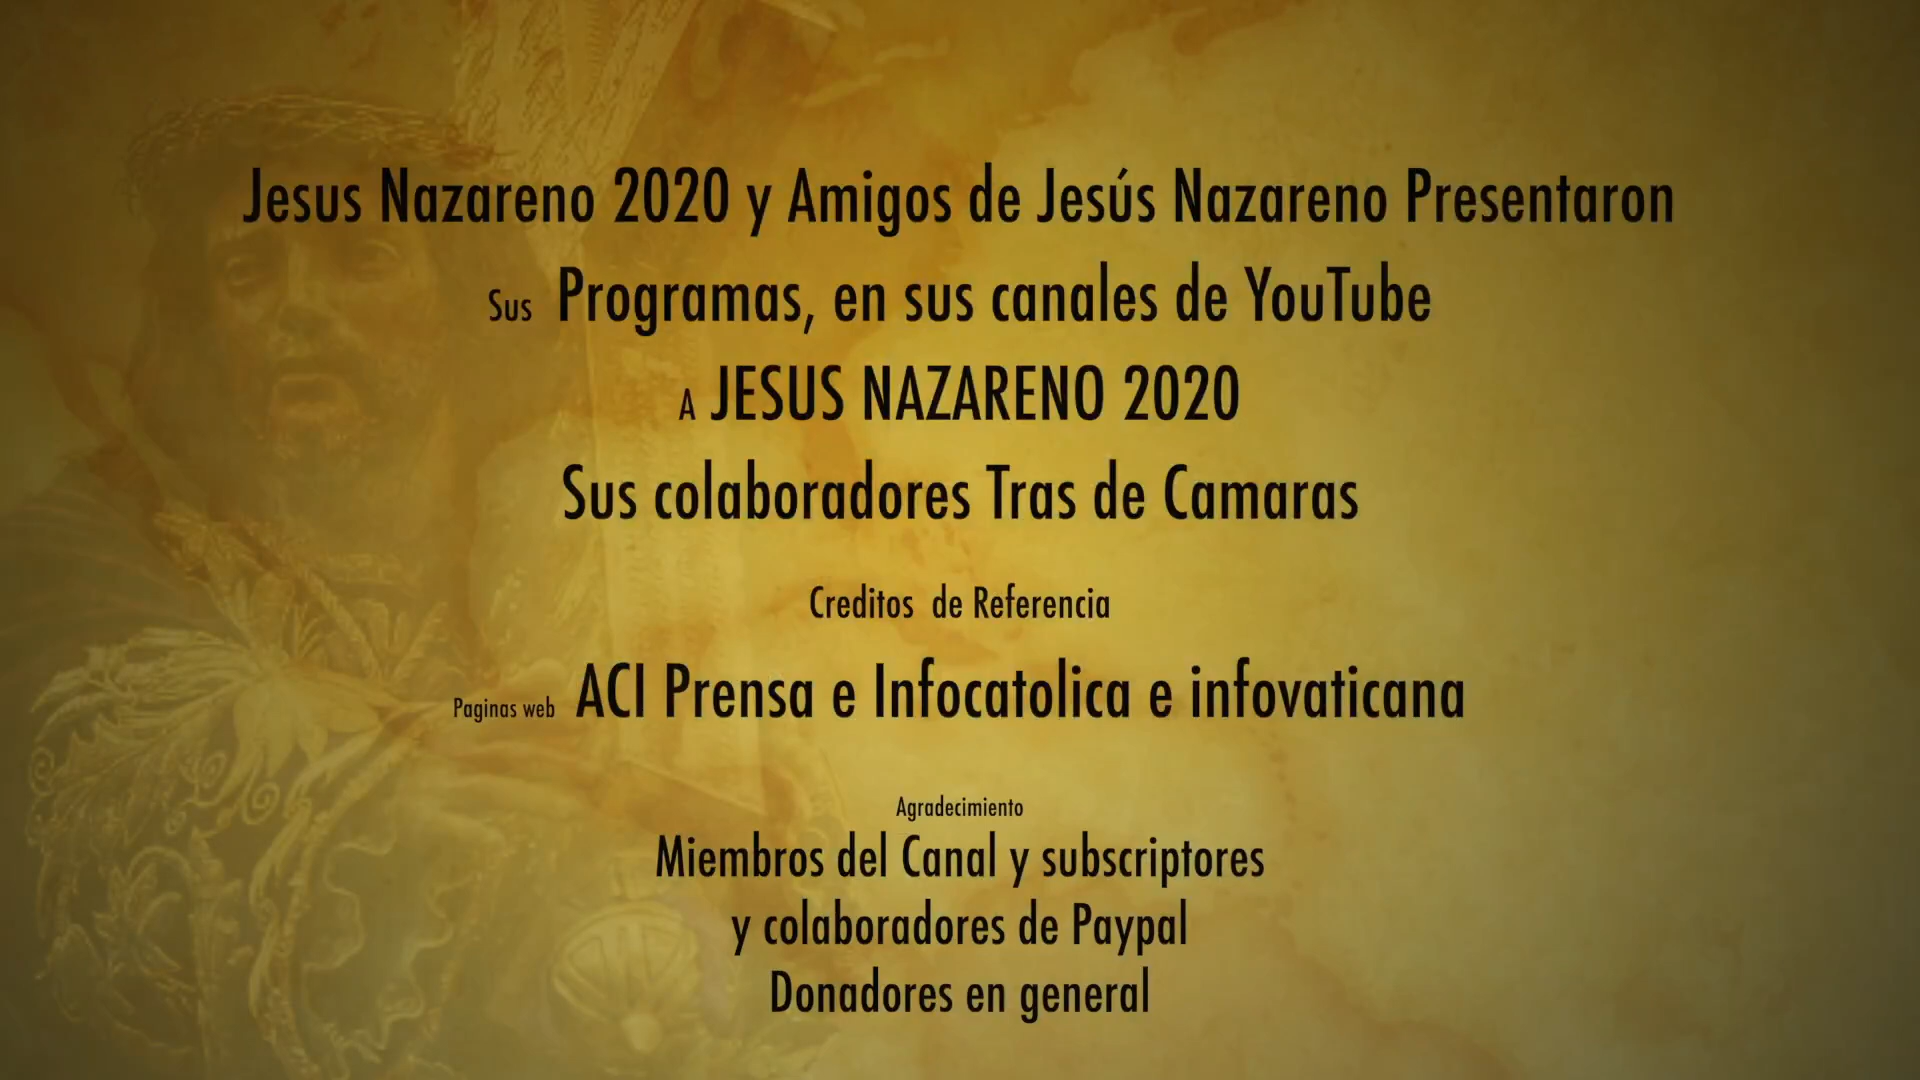 Jesus Nazareno 2020 y Amigos de Jesús Nazareno Presentaron
Sus Programas, en sus canales de YouTube
A JESUS NAZARENO 2020
Sus colaboradores Tras de Camaras
Creditos de Referencia
Paginas web ACI Prensa e Infocatolica e infovaticana
Agradecimiento
Miembros del Canal y subscriptores
y colaboradores de Paypal
Donadores en general